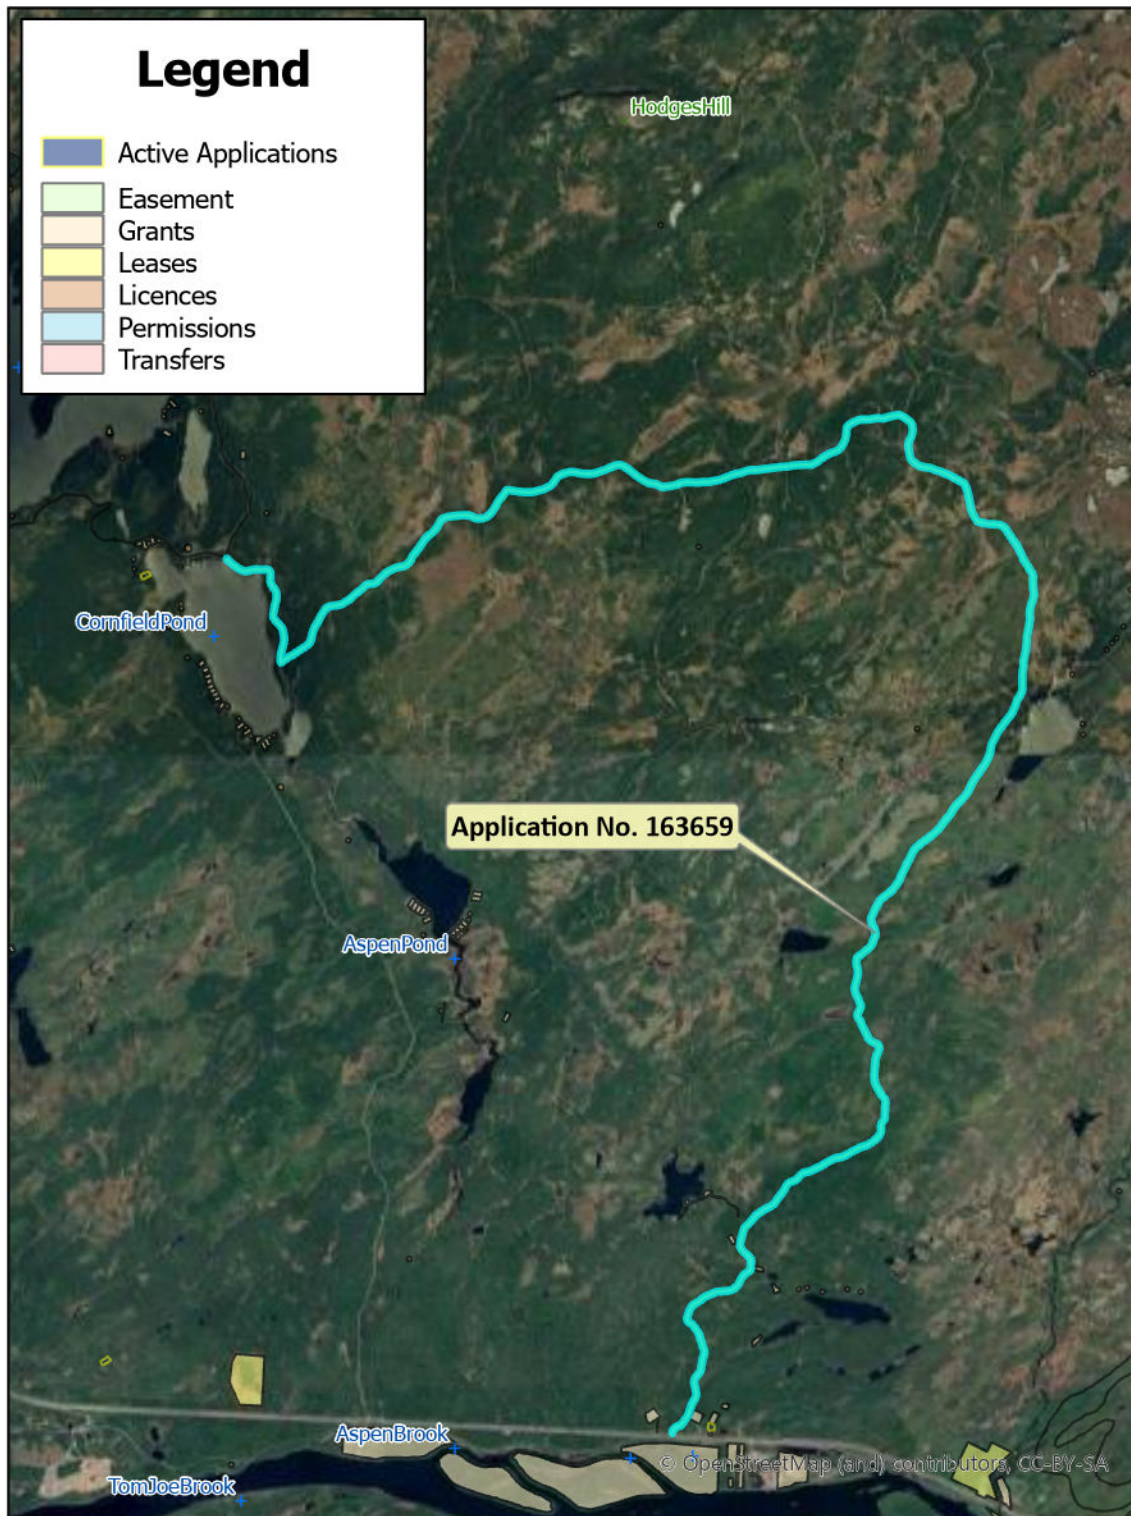 Legend
Active Applications
Easement
Grants
Leases
Licences
Permissions
Transfers
HodgesHill
CornfieldPond
Application No. 163659
AspenPond
AspenBrook
© OpenStreetMap (and) contributors, CC-BY-SA
TomJoeBrook